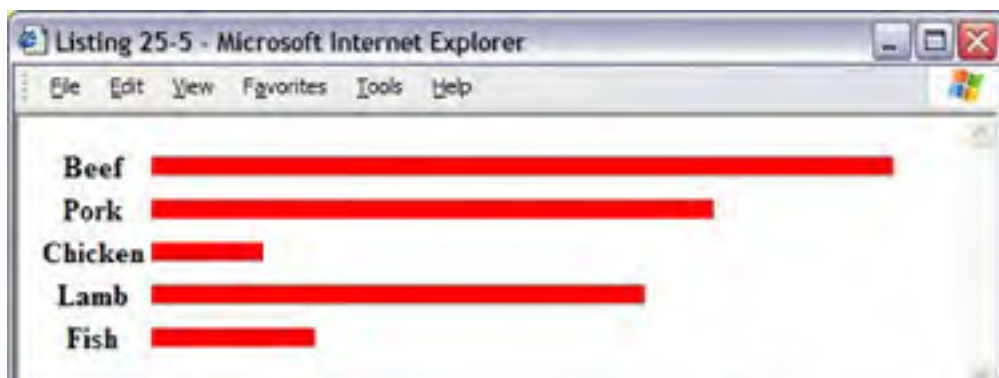 Listing 25-5 - Microsoft Internet Explorer
File Edit View Favorites Tools Help
Beef
Pork
Chicken
Lamb
Fish